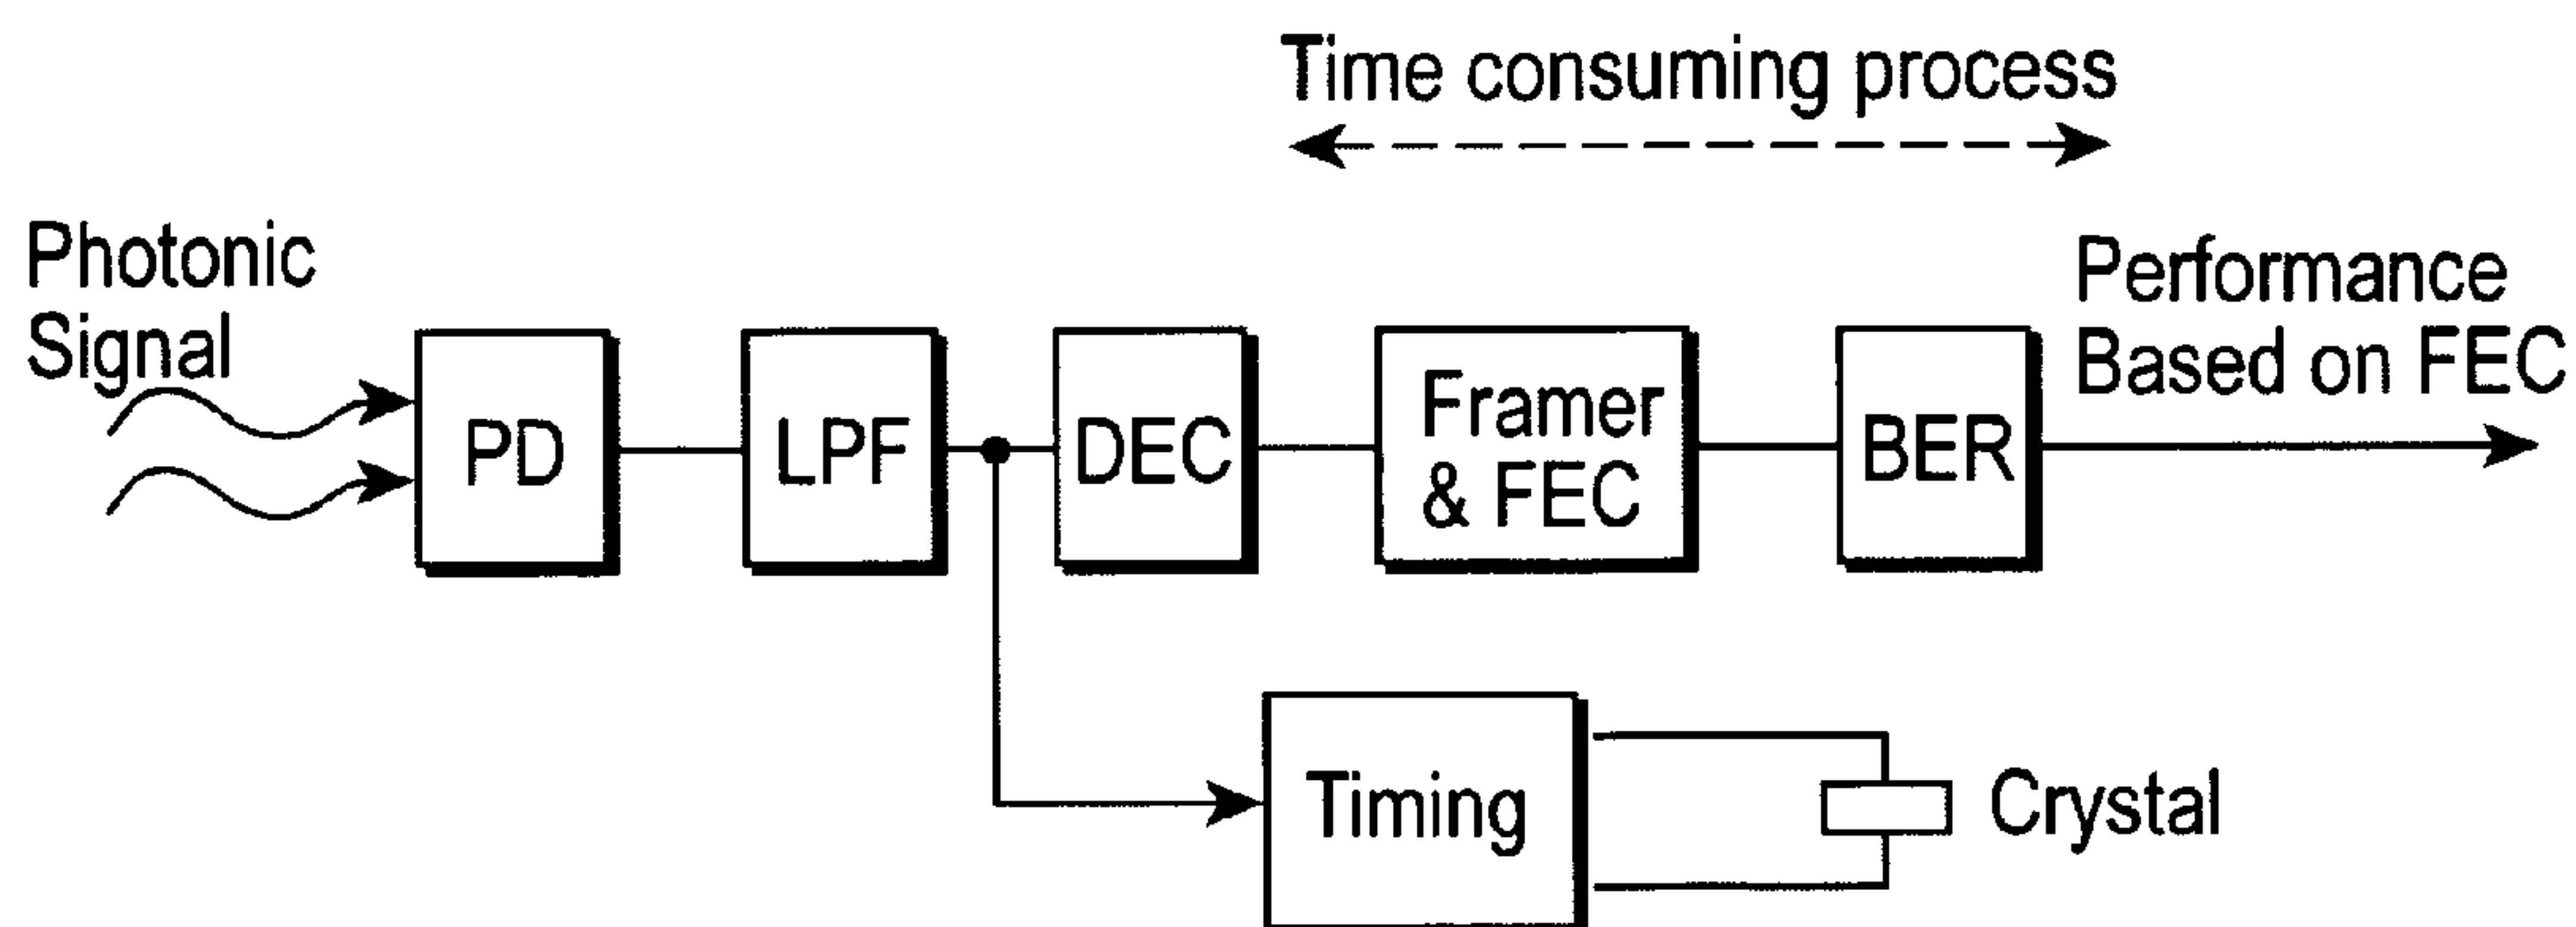 Time consuming process
Photonic
Signal
Performance
Based on FEC
PD
LPF
DEC
Framer
& FEC
BER
Timing
Crystal